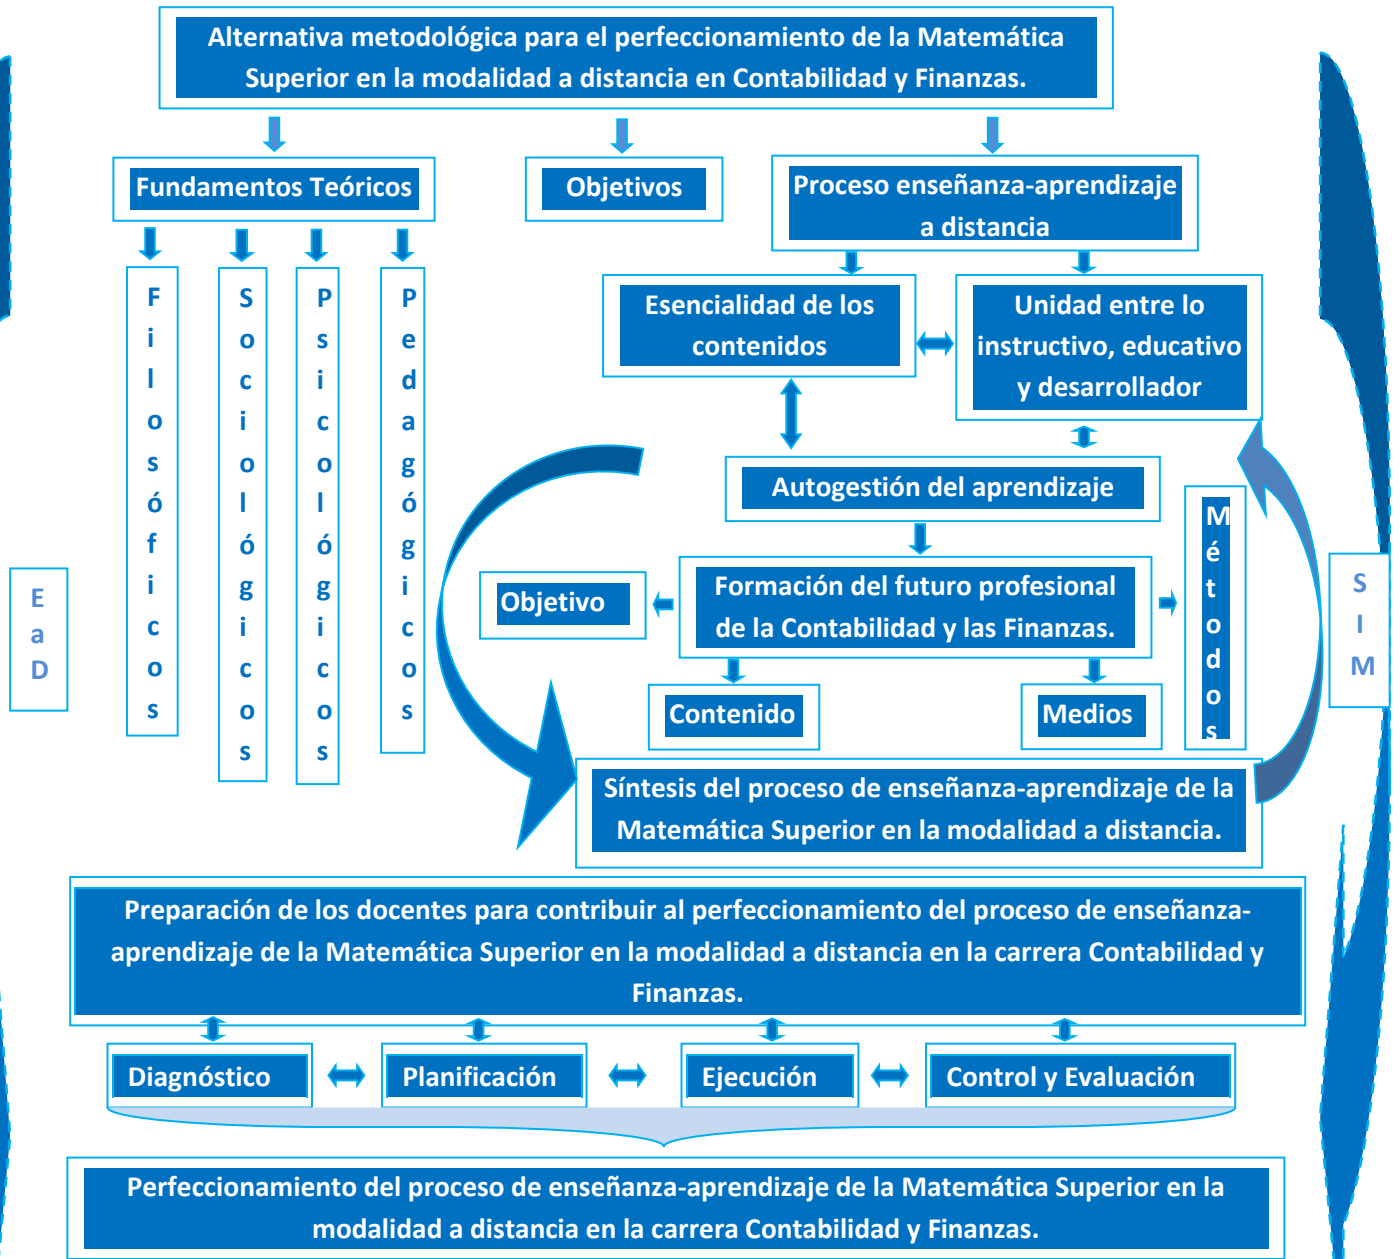 Alternativa metodológica para el perfeccionamiento de la Matemática
Superior en la modalidad a distancia en Contabilidad y Finanzas.
Fundamentos Teóricos
Objetivos
Proceso enseñanza-aprendizaje
a distancia
Filosóficos
Sociológicos
Psicológicos
Pedagógicos
Esencialidad de los
contenidos
Unidad entre lo
instructivo, educativo
y desarrollador
Autogestión del aprendizaje
Métodos
EaD
SIM
Objetivo
Formación del futuro profesional
de la Contabilidad y las Finanzas.
Contenido
Medios
Síntesis del proceso de enseñanza-aprendizaje de la
Matemática Superior en la modalidad a distancia.
Preparación de los docentes para contribuir al perfeccionamiento del proceso de enseñanza-
aprendizaje de la Matemática Superior en la modalidad a distancia en la carrera Contabilidad y
Finanzas.
Diagnóstico
Planificación
Ejecución
Control y Evaluación
Perfeccionamiento del proceso de enseñanza-aprendizaje de la Matemática Superior en la
modalidad a distancia en la carrera Contabilidad y Finanzas.